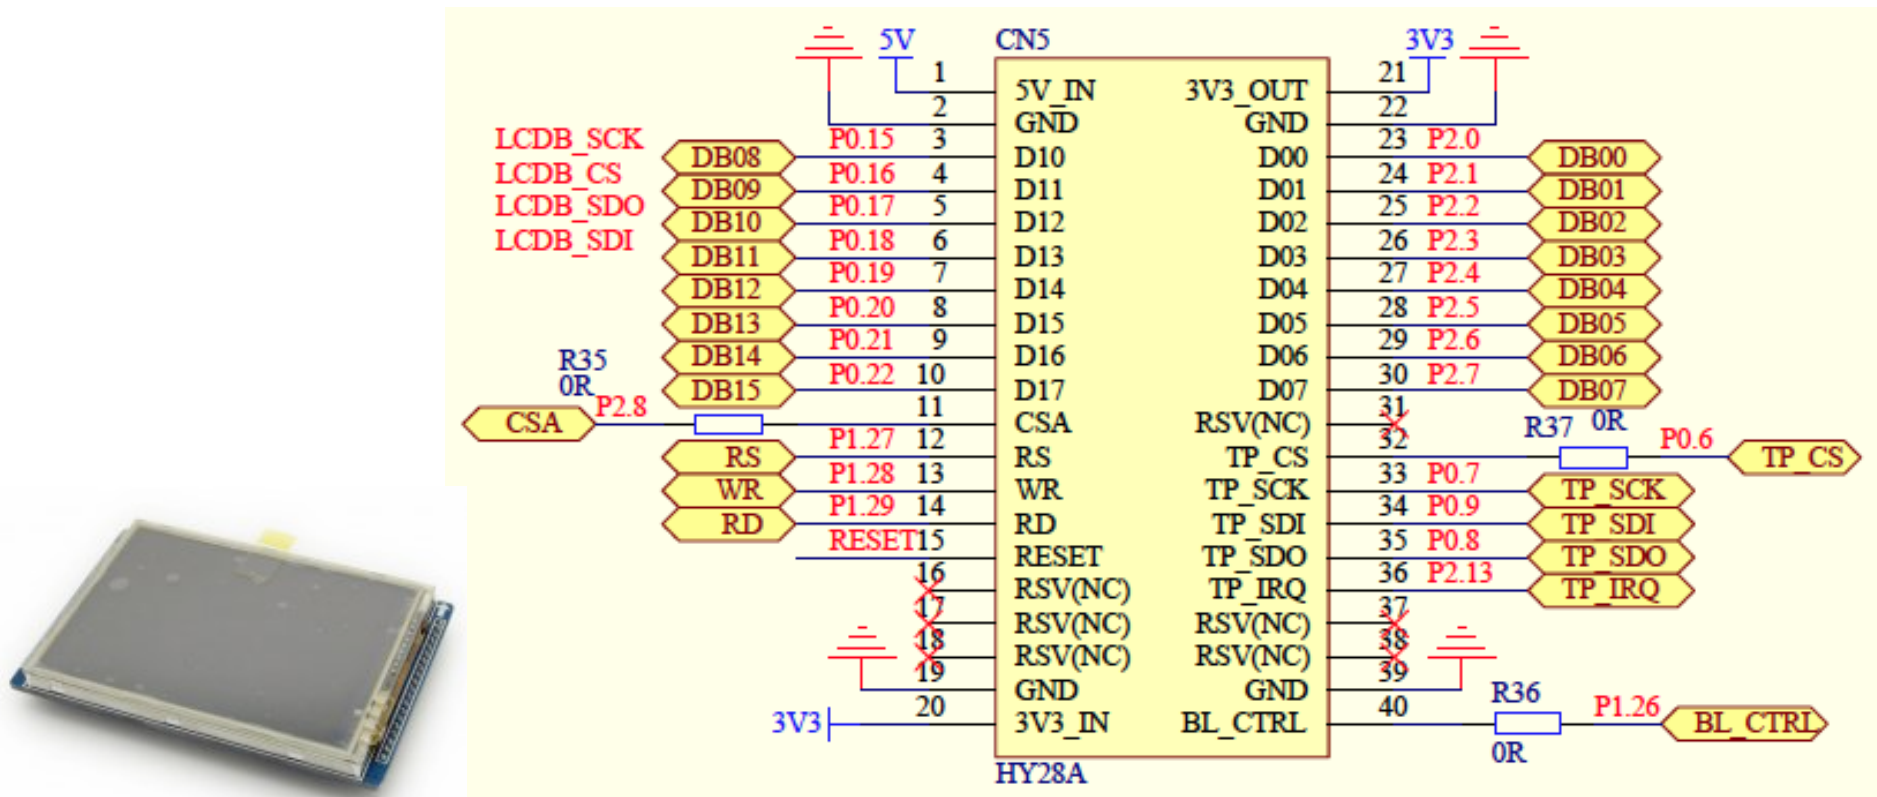 5V CN5 3V3
1 5V_IN 3V3_OUT 21
2 GND GND 22
LCDB_SCK DB08 P0.15 3 D10 D00 23 P2.0 DB00
LCDB_CS DB09 P0.16 4 D11 D01 24 P2.1 DB01
LCDB_SDO DB10 P0.17 5 D12 D02 25 P2.2 DB02
LCDB_SDI DB11 P0.18 6 D13 D03 26 P2.3 DB03
DB12 P0.19 7 D14 D04 27 P2.4 DB04
DB13 P0.20 8 D15 D05 28 P2.5 DB05
DB14 P0.21 9 D16 D06 29 P2.6 DB06
R35
0R
DB15 P0.22 10 D17 D07 30 P2.7 DB07
CSA P2.8 11 CSA RSV(NC) 31
RS P1.27 12 RS TP_CS 32 R37 0R P0.6 TP_CS
WR P1.28 13 WR TP_SCK 33 P0.7 TP_SCK
RD P1.29 14 RD TP_SDI 34 P0.9 TP_SDI
RESET 15 RESET TP_SDO 35 P0.8 TP_SDO
16 RSV(NC) TP_IRQ 36 P2.13 TP_IRQ
17 RSV(NC) RSV(NC) 37
18 RSV(NC) RSV(NC) 38
19 GND GND 39
3V3 20 3V3_IN BL_CTRL 40 R36 P1.26 BL_CTRL
0R
HY28A